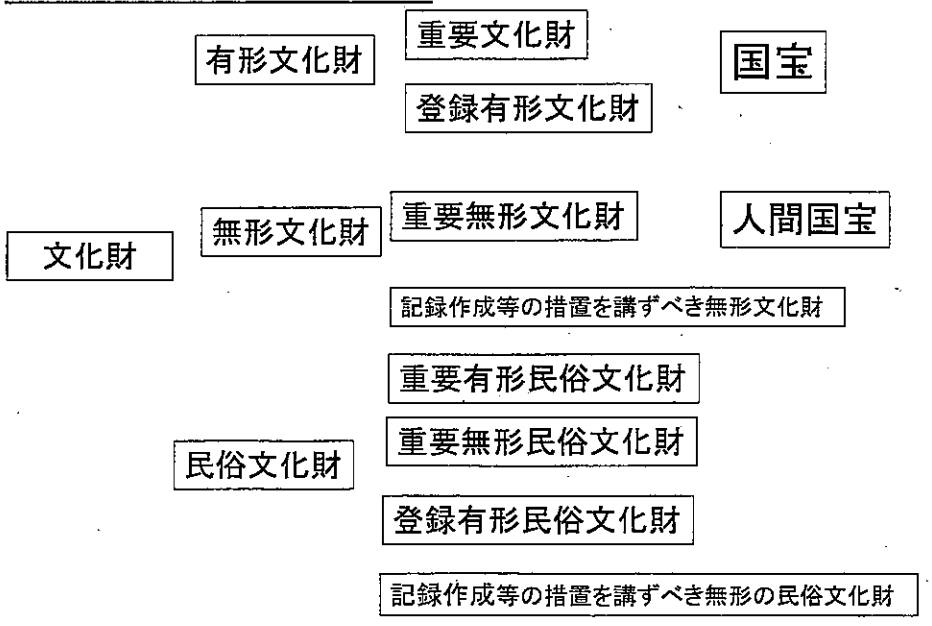 有形文化財
重要文化財
国宝
登録有形文化財
文化財
無形文化財
重要無形文化財
人間国宝
記録作成等の措置を講ずべき無形文化財
重要有形民俗文化財
民俗文化財
重要無形民俗文化財
登録有形民俗文化財
記録作成等の措置を講ずべき無形の民俗文化財